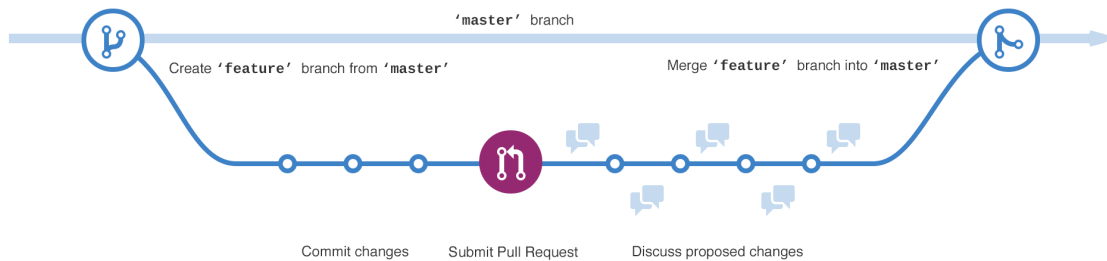 ‘master’ branch
Create ‘feature’ branch from ‘master’
Merge ‘feature’ branch into ‘master’
Commit changes
Submit Pull Request
Discuss proposed changes